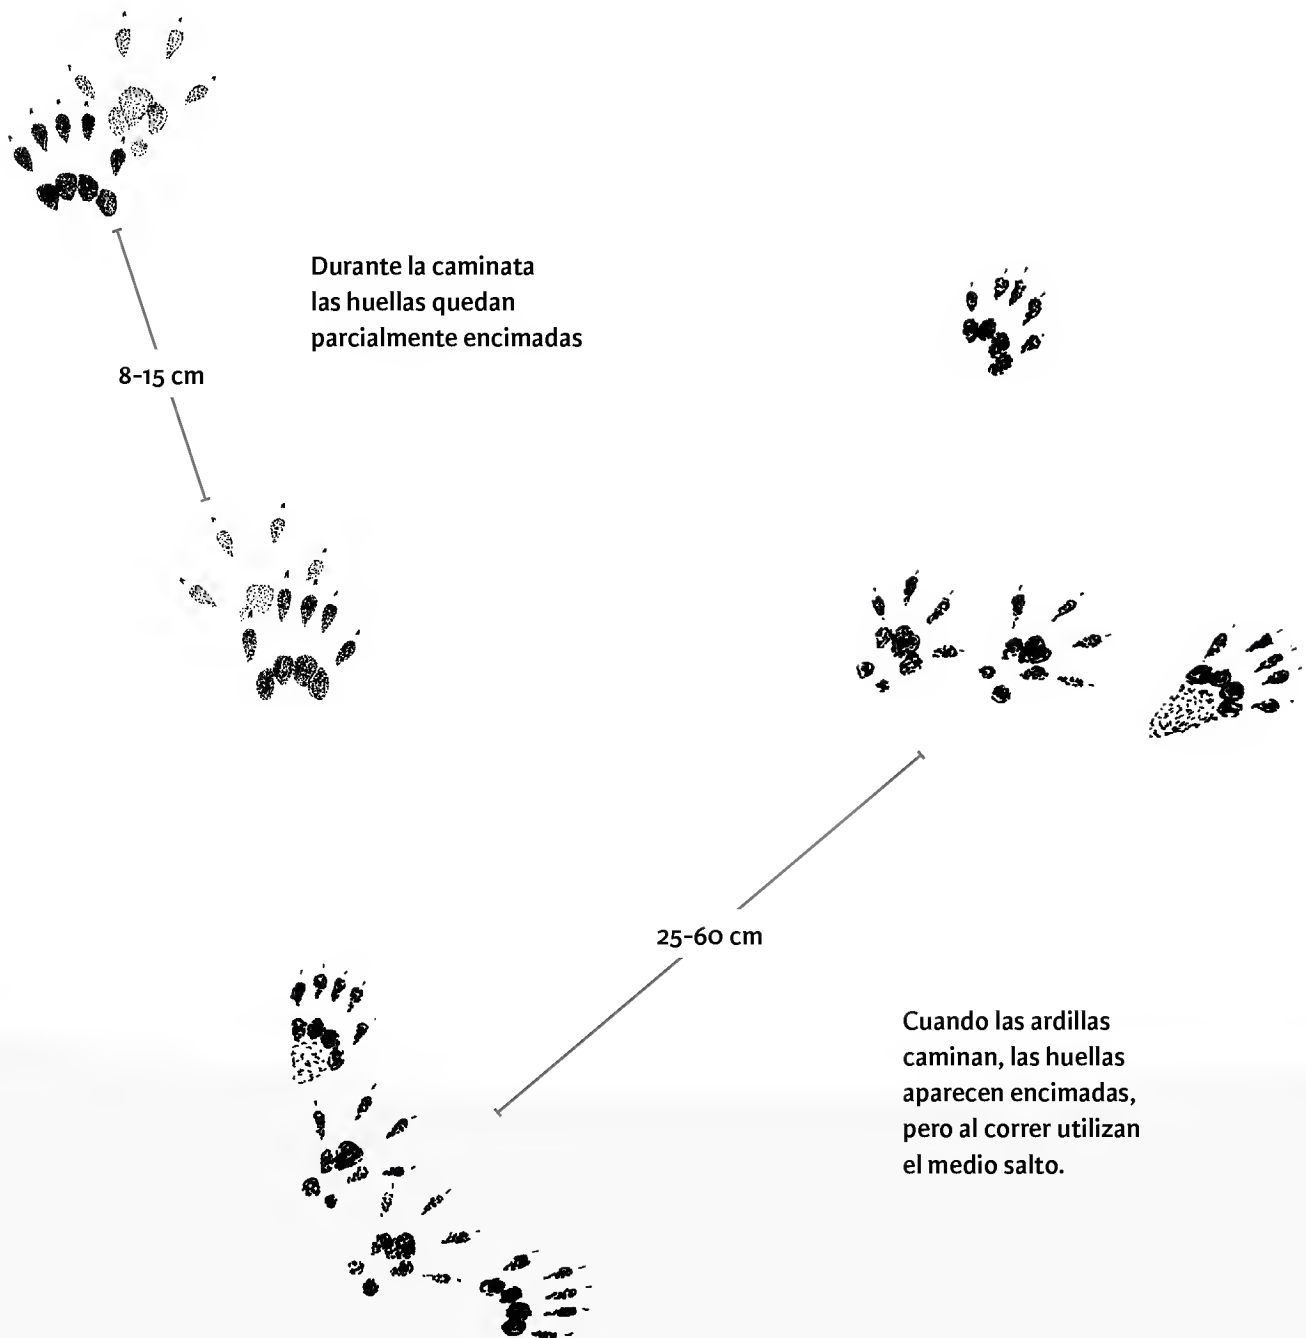 Durante la caminata
las huellas quedan
parcialmente encimadas
8-15 cm
25-60 cm
Cuando las ardillas
caminan, las huellas
aparecen encimadas,
pero al correr utilizan
el medio salto.